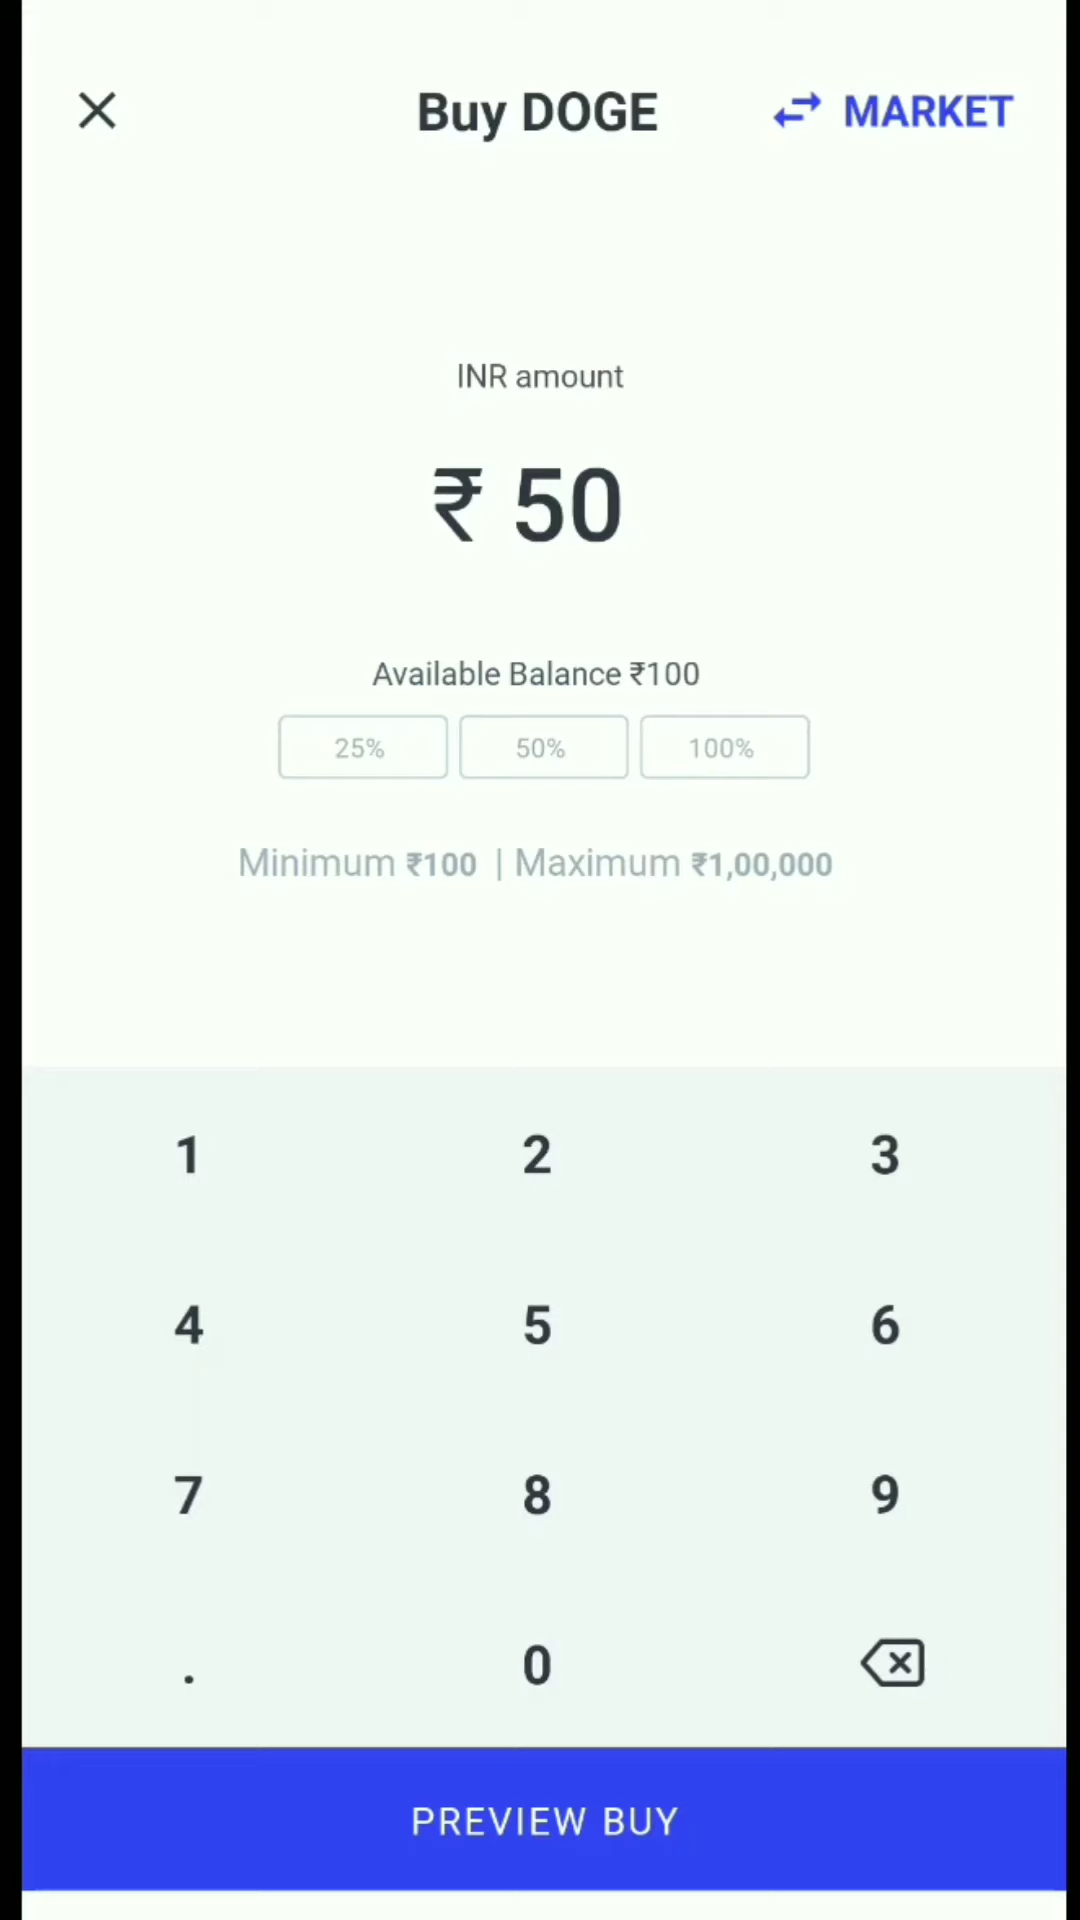 Buy DOGE
MARKET
INR amount
₹ 50
Available Balance ₹100
25% 50% 100%
Minimum ₹100 | Maximum ₹1,00,000
1 2 3
4 5 6
7 8 9
. 0
PREVIEW BUY